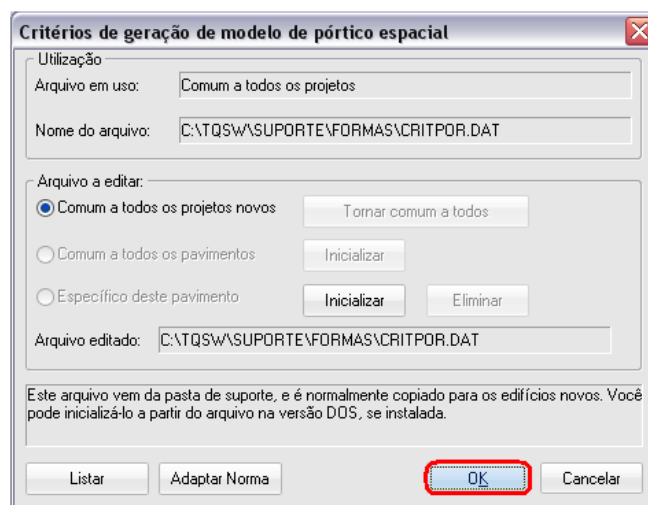 Critérios de geração de modelo de pórtico espacial
Utilização
Arquivo em uso: Comum a todos os projetos
Nome do arquivo: C:\TQSW\SUPORTE\FORMAS\CRITPOR.DAT
Arquivo a editar:
Comum a todos os projetos novos Tornar comum a todos
Comum a todos os pavimentos Inicializar
Específico deste pavimento Inicializar Eliminar
Arquivo editado: C:\TQSW\SUPORTE\FORMAS\CRITPOR.DAT
Este arquivo vem da pasta de suporte, e é normalmente copiado para os edifícios novos. Você
pode inicializá-lo a partir do arquivo na versão DOS, se instalada.
Listar Adaptar Norma OK Cancelar